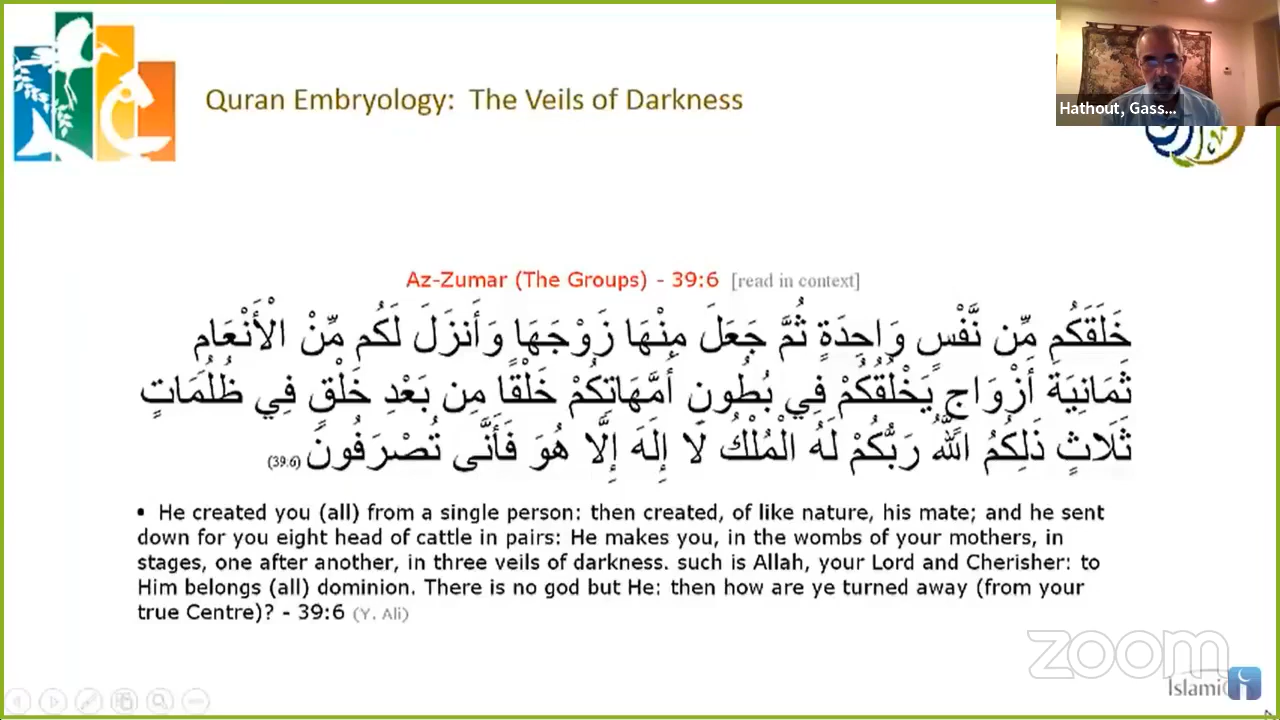 Quran Embryology: The Veils of Darkness
Hathout, Gass...
Az-Zumar (The Groups) - 39:6 [read in context]
خَلَقَكُم مِّن نَّفْسٍ وَاحِدَةٍ ثُمَّ جَعَلَ مِنْهَا زَوْجَهَا وَأَنزَلَ لَكُم مِّنْ الْأَنْعَامِ
ثَمَانِيَةَ أَزْوَاجٍ يَخْلُقُكُمْ فِي بُطُونِ أُمَّهَاتِكُمْ خَلْقًا مِن بَعْدِ خَلْقٍ فِي ظُلُمَاتٍ
ثَلَاثٍ ذَلِكُمُ اللَّهُ رَبُّكُمْ لَهُ الْمُلْكُ لَا إِلَهَ إِلَّا هُوَ فَأَنَّى تُصْرَفُونَ (39:6)
• He created you (all) from a single person: then created, of like nature, his mate; and he sent
down for you eight head of cattle in pairs: He makes you, in the wombs of your mothers, in
stages, one after another, in three veils of darkness. such is Allah, your Lord and Cherisher: to
Him belongs (all) dominion. There is no god but He: then how are ye turned away (from your
true Centre)? - 39:6 (Y. Ali)
zoom
Islami